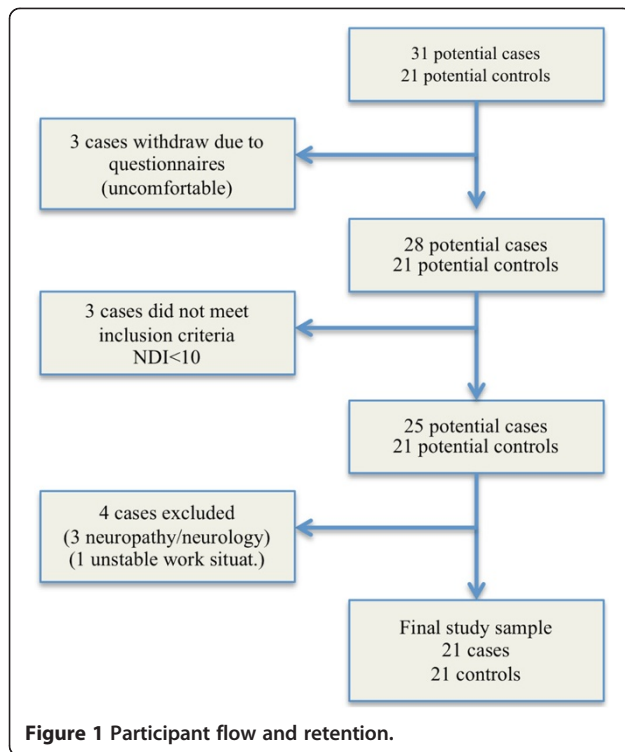 31 potential cases
21 potential controls
3 cases withdraw due to
questionnaires
(uncomfortable)
28 potential cases
21 potential controls
3 cases did not meet
inclusion criteria
NDI<10
25 potential cases
21 potential controls
4 cases excluded
(3 neuropathy/neurology)
(1 unstable work situat.)
Final study sample
21 cases
21 controls
Figure 1 Participant flow and retention.